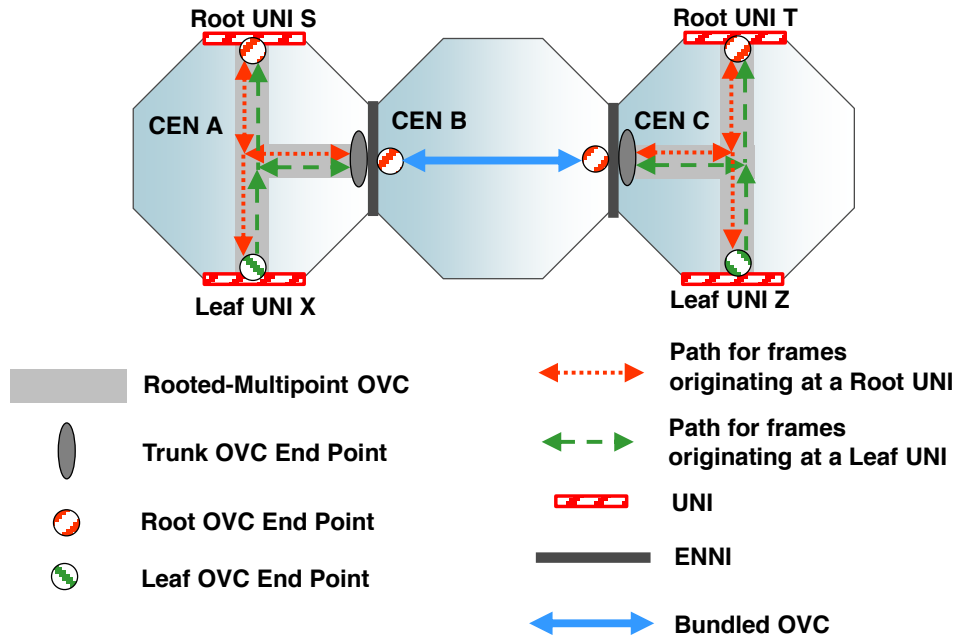 Root UNI S
Root UNI T
CEN A
CEN B
CEN C
Leaf UNI X
Leaf UNI Z
Rooted-Multipoint OVC
Trunk OVC End Point
Root OVC End Point
Leaf OVC End Point
Path for frames
originating at a Root UNI
Path for frames
originating at a Leaf UNI
UNI
ENNI
Bundled OVC